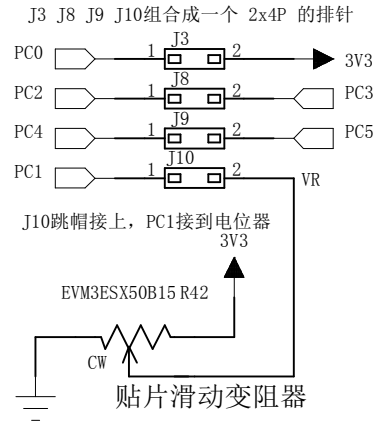 J3 J8 J9 J10组合成一个 2x4P 的排针
J3
PC0 1 2 3V3
J8
PC2 1 2 PC3
J9
PC4 1 2 PC5
J10
PC1 1 2 VR
J10跳帽接上，PC1接到电位器
3V3
EVM3ESX50B15 R42
CW
贴片滑动变阻器